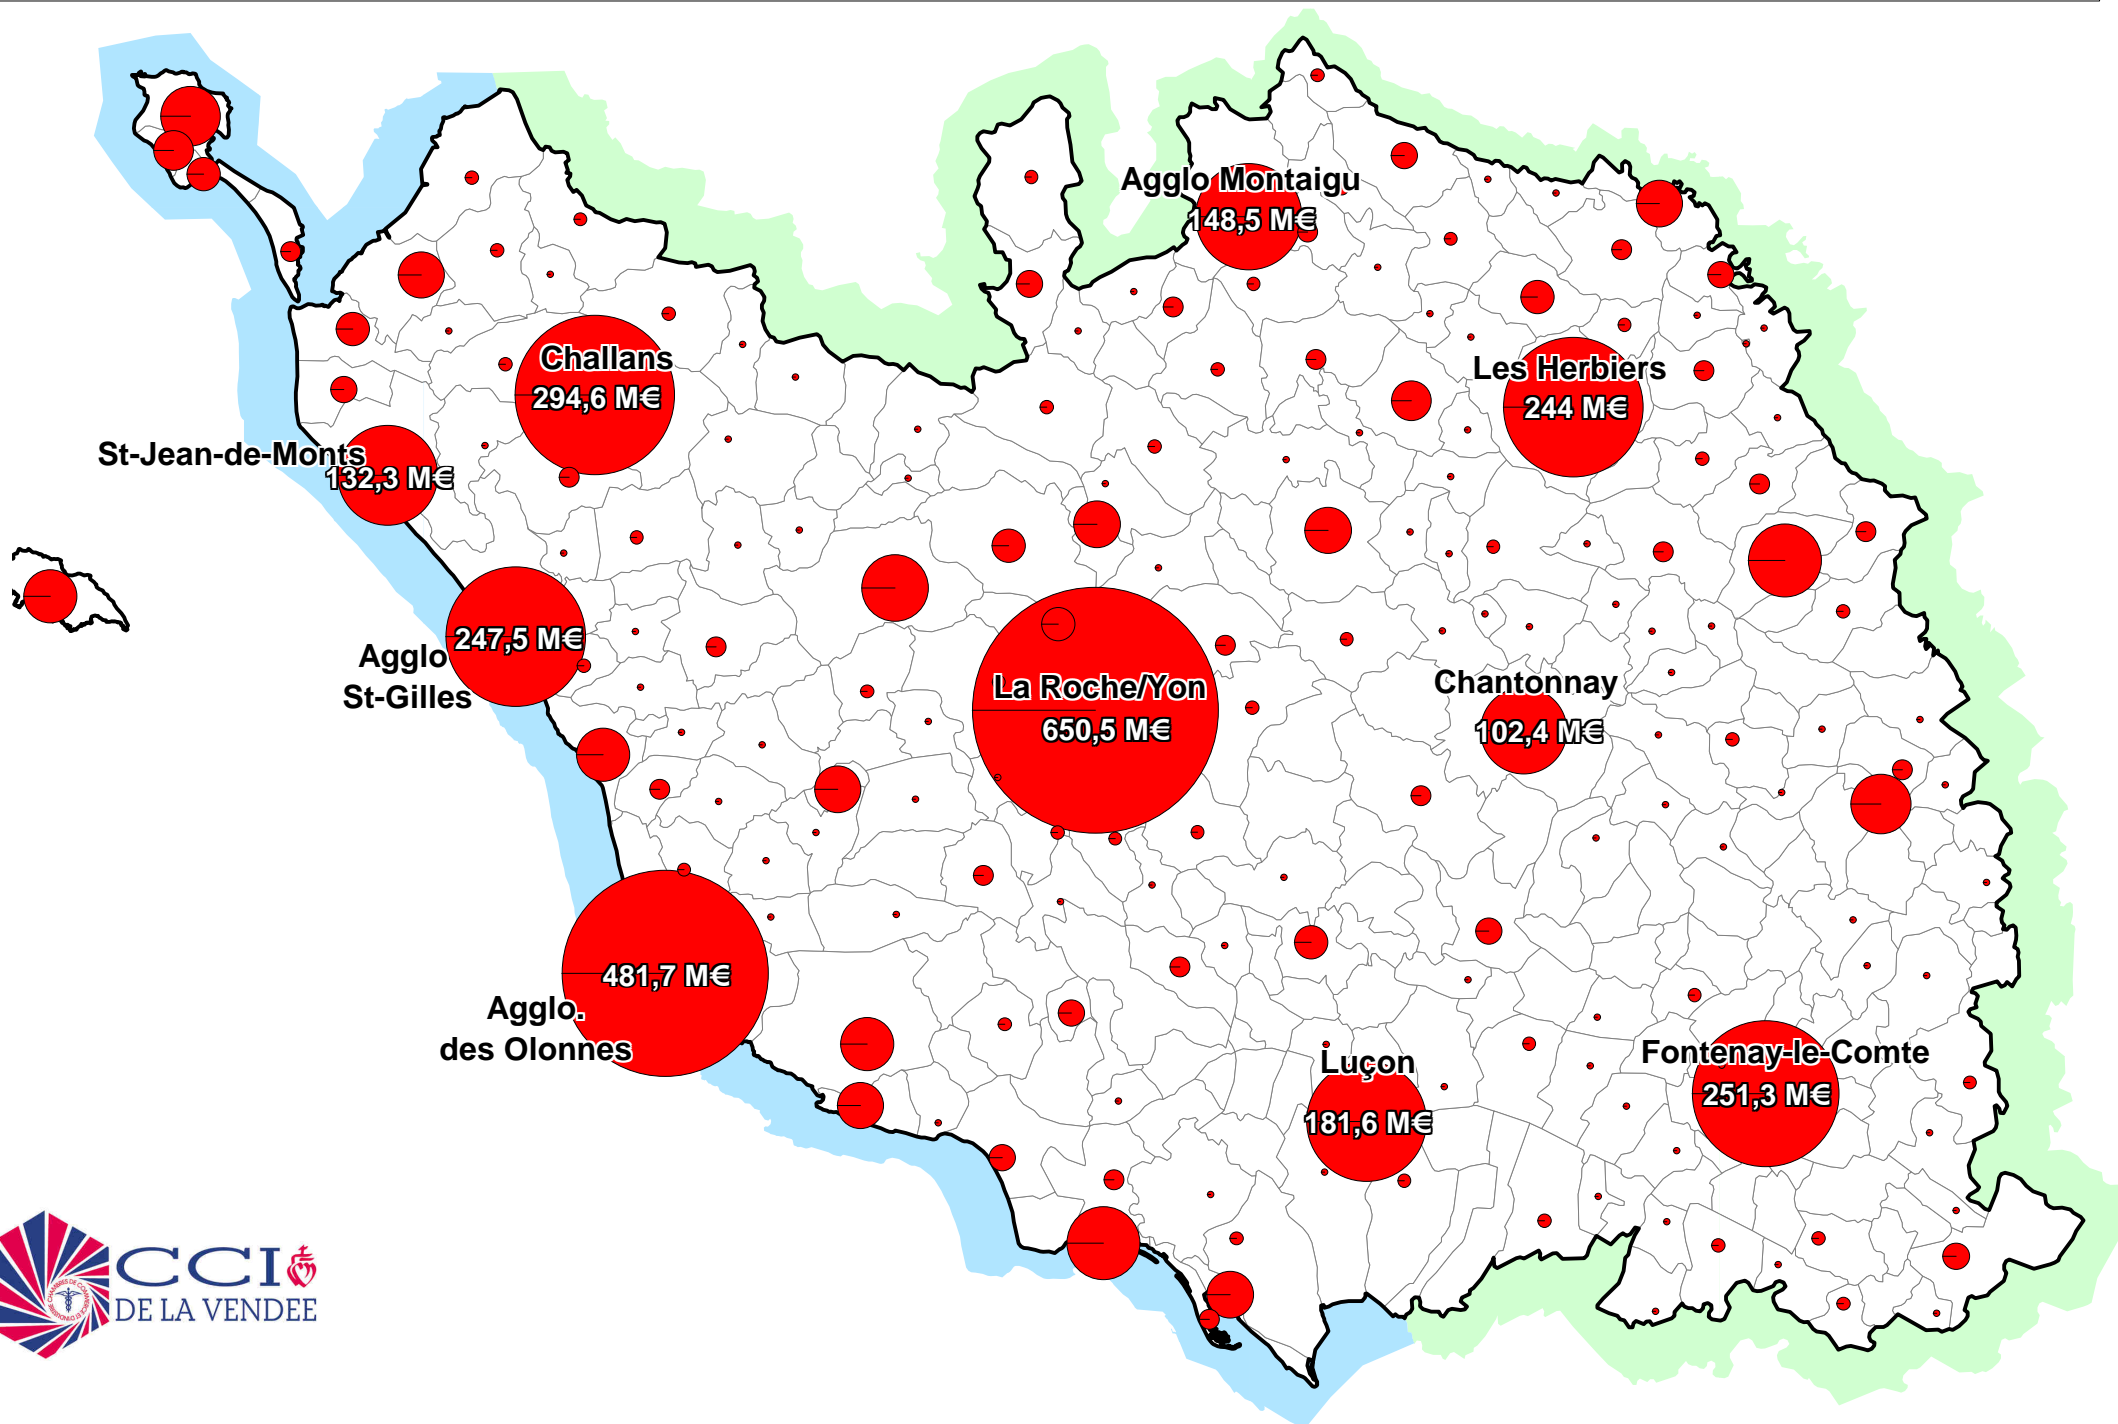 Agglo Montaigu
148,5 M€
Challans
294,6 M€
Les Herbiers
244 M€
St-Jean-de-Monts
132,3 M€
247,5 M€
Agglo
St-Gilles
La Roche/Yon
650,5 M€
Chantonnay
102,4 M€
481,7 M€
Agglo.
des Olonnes
Luçon
181,6 M€
Fontenay-le-Comte
251,3 M€
CCI
DE LA VENDEE